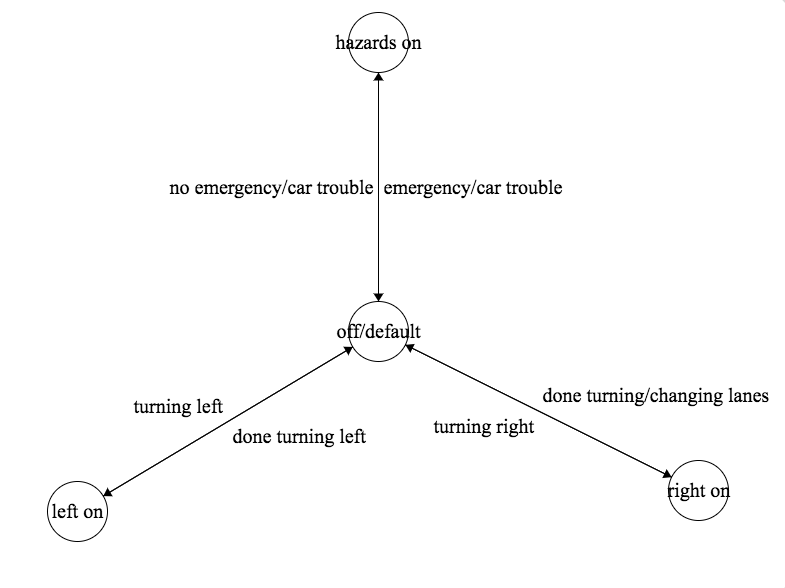 hazards on
no emergency/car trouble
emergency/car trouble
off/default
turning left
done turning left
done turning/changing lanes
turning right
left on
right on